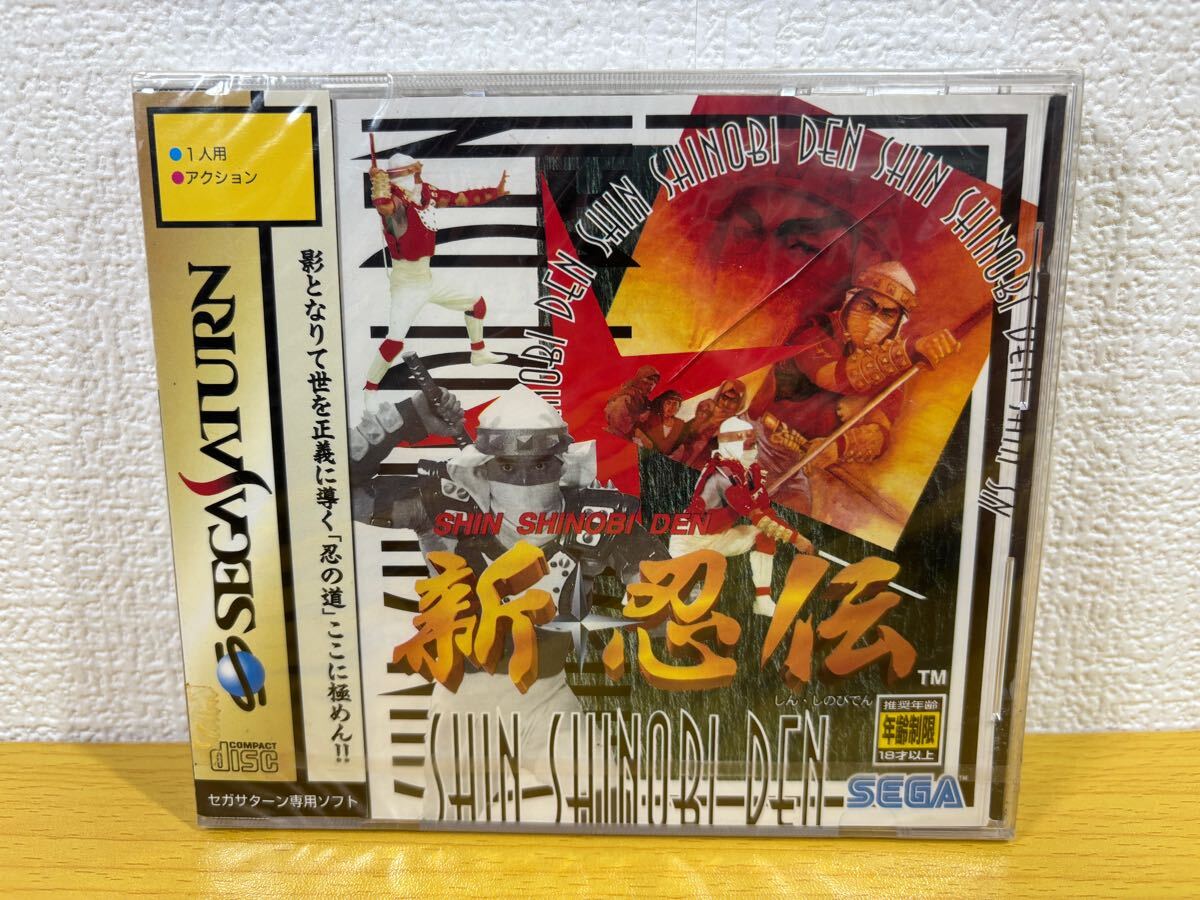 ●1人用
●アクション
SEGA SATURN
影となりて世を正義に導く「忍の道」ここに極めん!!
COMPACT
disc
セガサターン専用ソフト
SHINOBI DEN SHIN SHINOBI DEN SHIN SHINOBI DEN SHIN SIN
SHIN SHINOBI DEN
新忍伝
TM
しん・しのびでん
推奨年齢
年齢制限
18才以上
SHIN SHINOBI DEN
SEGA